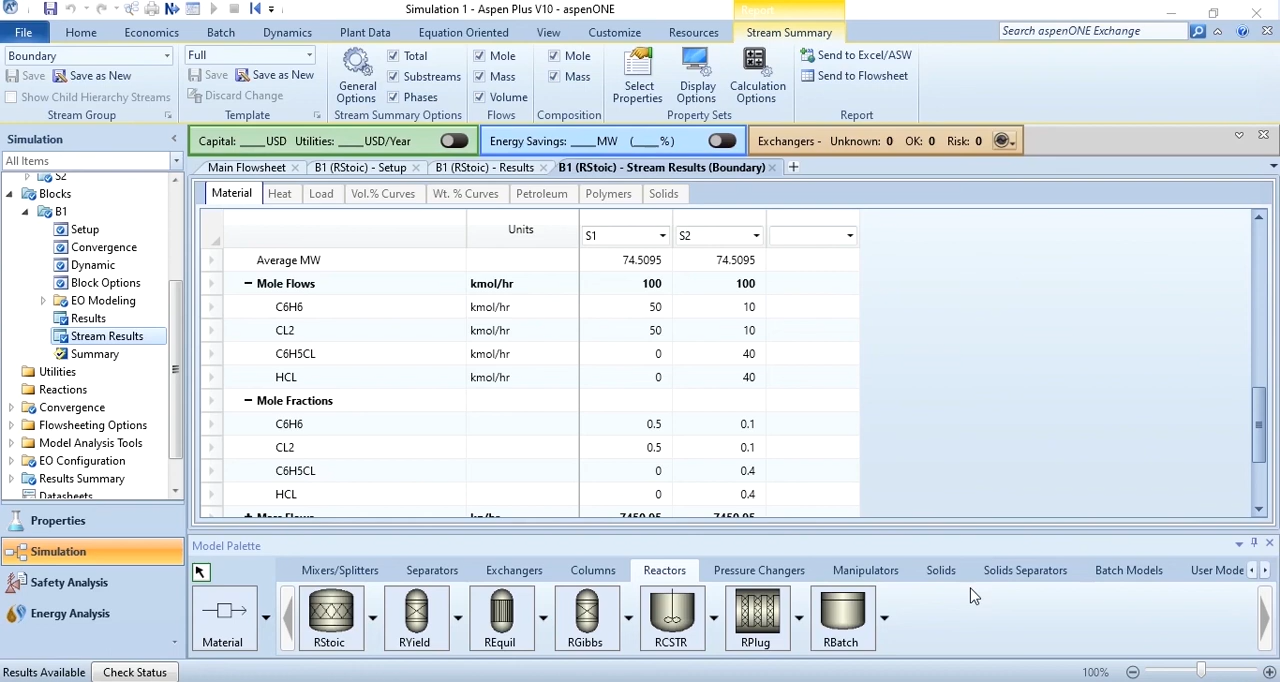 Simulation 1 - Aspen Plus V10 - aspenONE
Report
File Home Economics Batch Dynamics Plant Data Equation Oriented View Customize Resources Stream Summary Search aspenONE Exchange
Boundary
Save Save as New
Show Child Hierarchy Streams
Stream Group
Full
Save Save as New
Discard Change
Template
General Options
Total
Substreams
Phases
Stream Summary Options
Mole
Mass
Volume
Flows
Mole
Mass
Composition
Select Properties
Display Options
Calculation Options
Property Sets
Send to Excel/ASW
Send to Flowsheet
Report
Capital: ____USD Utilities: ____USD/Year
Energy Savings: ____MW (____%)
Exchangers - Unknown: 0 OK: 0 Risk: 0
Simulation
All Items
S2
Blocks
B1
Setup
Convergence
Dynamic
Block Options
EO Modeling
Results
Stream Results
Summary
Utilities
Reactions
Convergence
Flowsheeting Options
Model Analysis Tools
EO Configuration
Results Summary
Datasheets
Properties
Simulation
Safety Analysis
Energy Analysis
Main Flowsheet B1 (RStoic) - Setup B1 (RStoic) - Results B1 (RStoic) - Stream Results (Boundary)
Material Heat Load Vol.% Curves Wt. % Curves Petroleum Polymers Solids
Units S1 S2
Average MW 74.5095 74.5095
Mole Flows kmol/hr 100 100
C6H6 kmol/hr 50 10
CL2 kmol/hr 50 10
C6H5CL kmol/hr 0 40
HCL kmol/hr 0 40
Mole Fractions
C6H6 0.5 0.1
CL2 0.5 0.1
C6H5CL 0 0.4
HCL 0 0.4
Mass Flows kg/hr 7450.95 7450.95
Model Palette
Mixers/Splitters Separators Exchangers Columns Reactors Pressure Changers Manipulators Solids Solids Separators Batch Models User Mode
Material RStoic RYield REquil RGibbs RCSTR RPlug RBatch
Results Available Check Status 100%